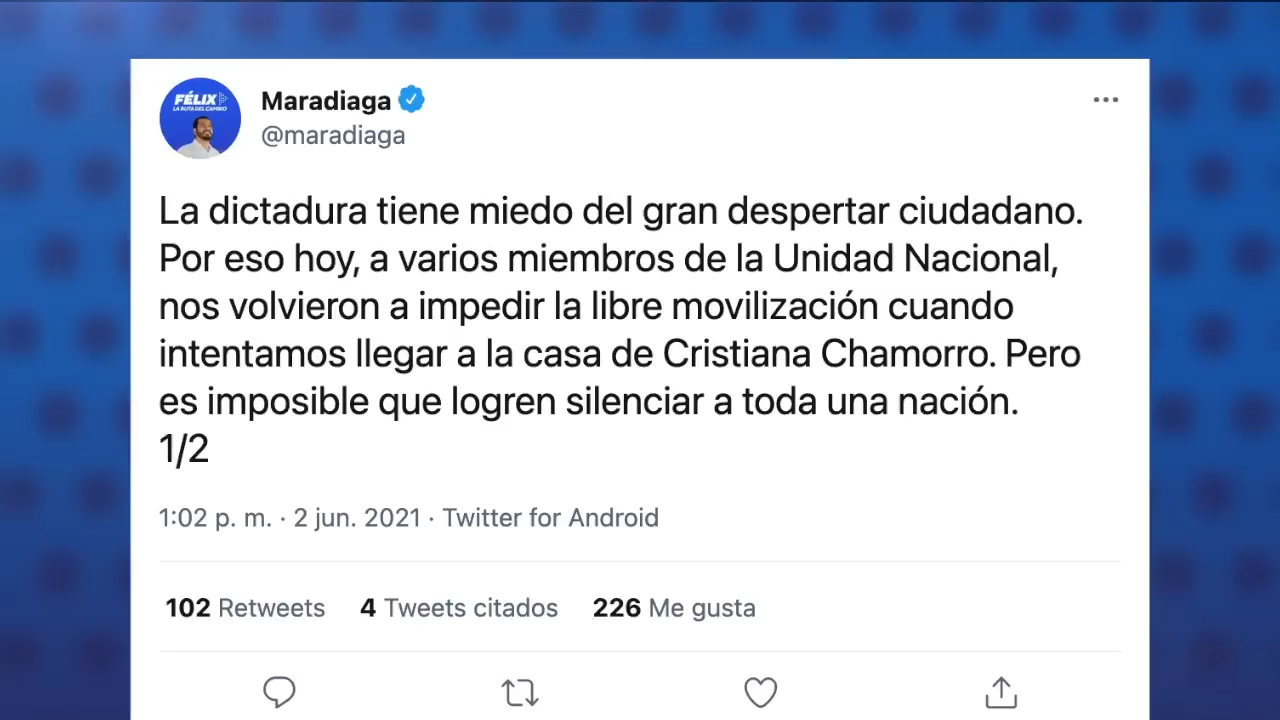 FÉLIX
LA RUTA DEL CAMBIO
Maradiaga
@maradiaga
La dictadura tiene miedo del gran despertar ciudadano.
Por eso hoy, a varios miembros de la Unidad Nacional,
nos volvieron a impedir la libre movilización cuando
intentamos llegar a la casa de Cristiana Chamorro. Pero
es imposible que logren silenciar a toda una nación.
1/2
1:02 p. m. · 2 jun. 2021 · Twitter for Android
102 Retweets 4 Tweets citados 226 Me gusta